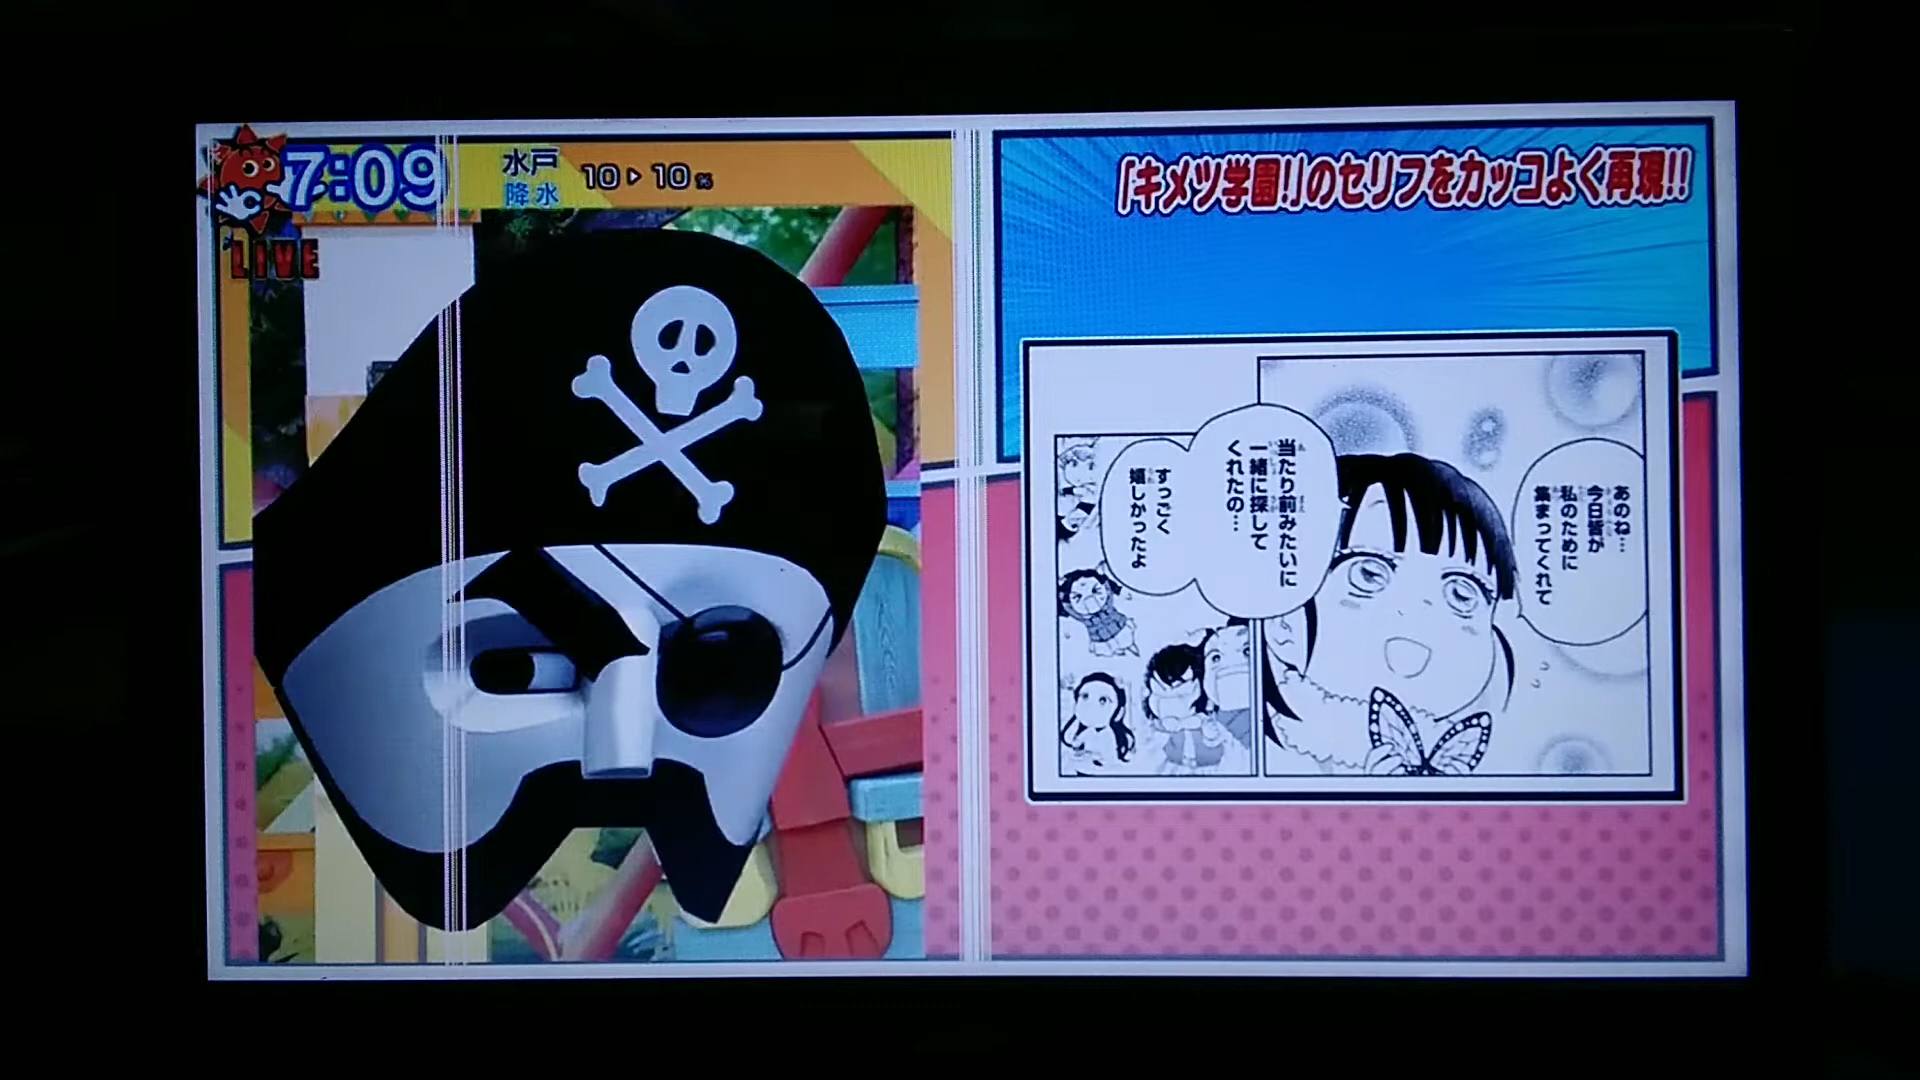 7:09
水戸
降水
10▶10%
LIVE
「キメツ学園!」のセリフをカッコよく再現!!
あのね…
今日皆が
私のために
集まってくれて
当たり前みたいに
一緒に探して
くれたの…
すっごく
嬉しかったよ